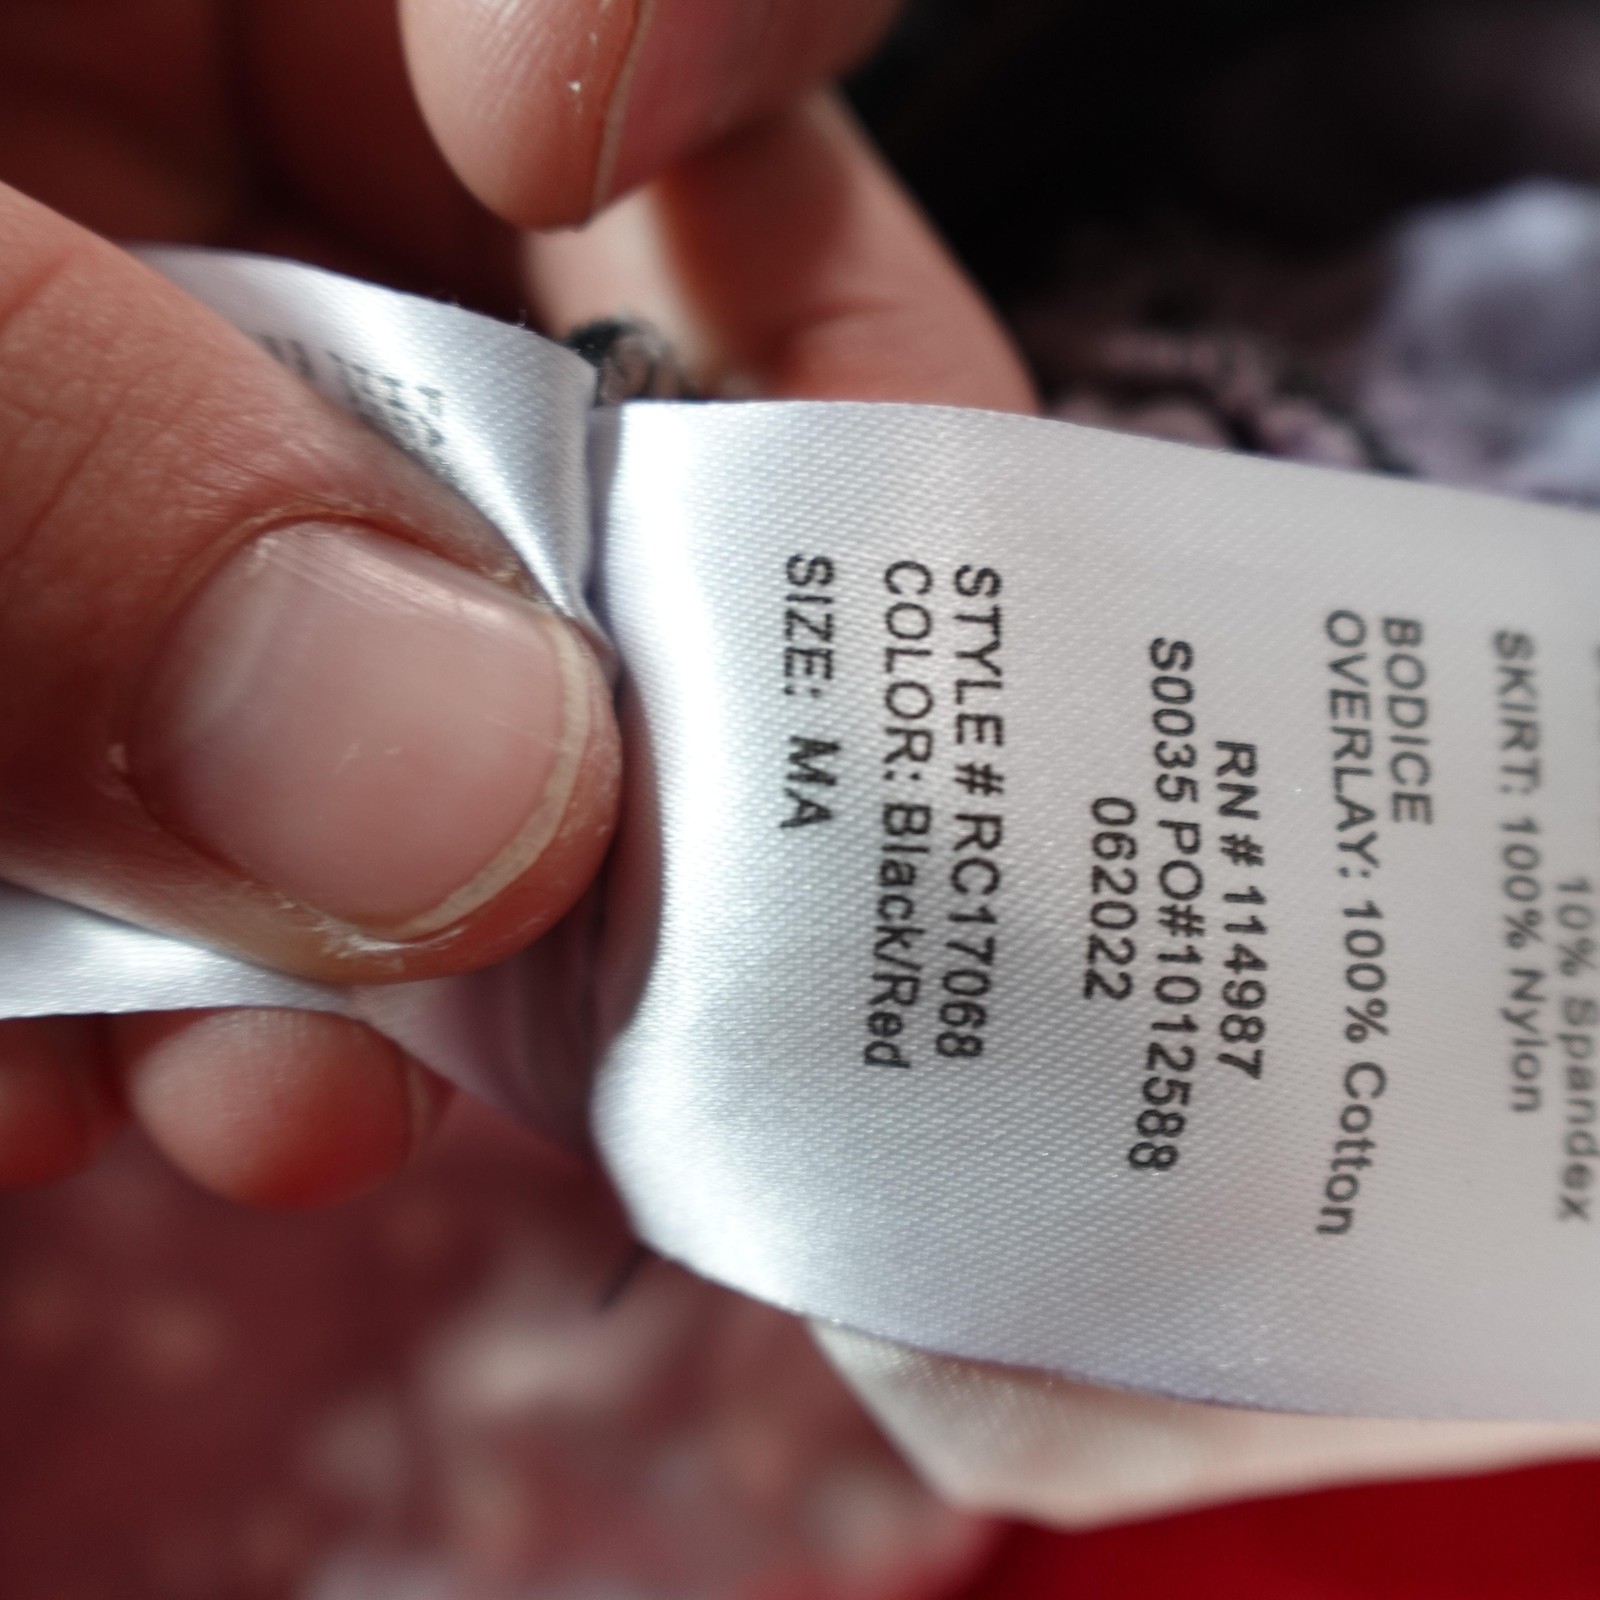 10% Spandex
SKIRT: 100% Nylon
BODICE
OVERLAY: 100% Cotton
RN # 114987
S0035 PO#1012588
062022
STYLE # RC17068
COLOR: Black/Red
SIZE: MA